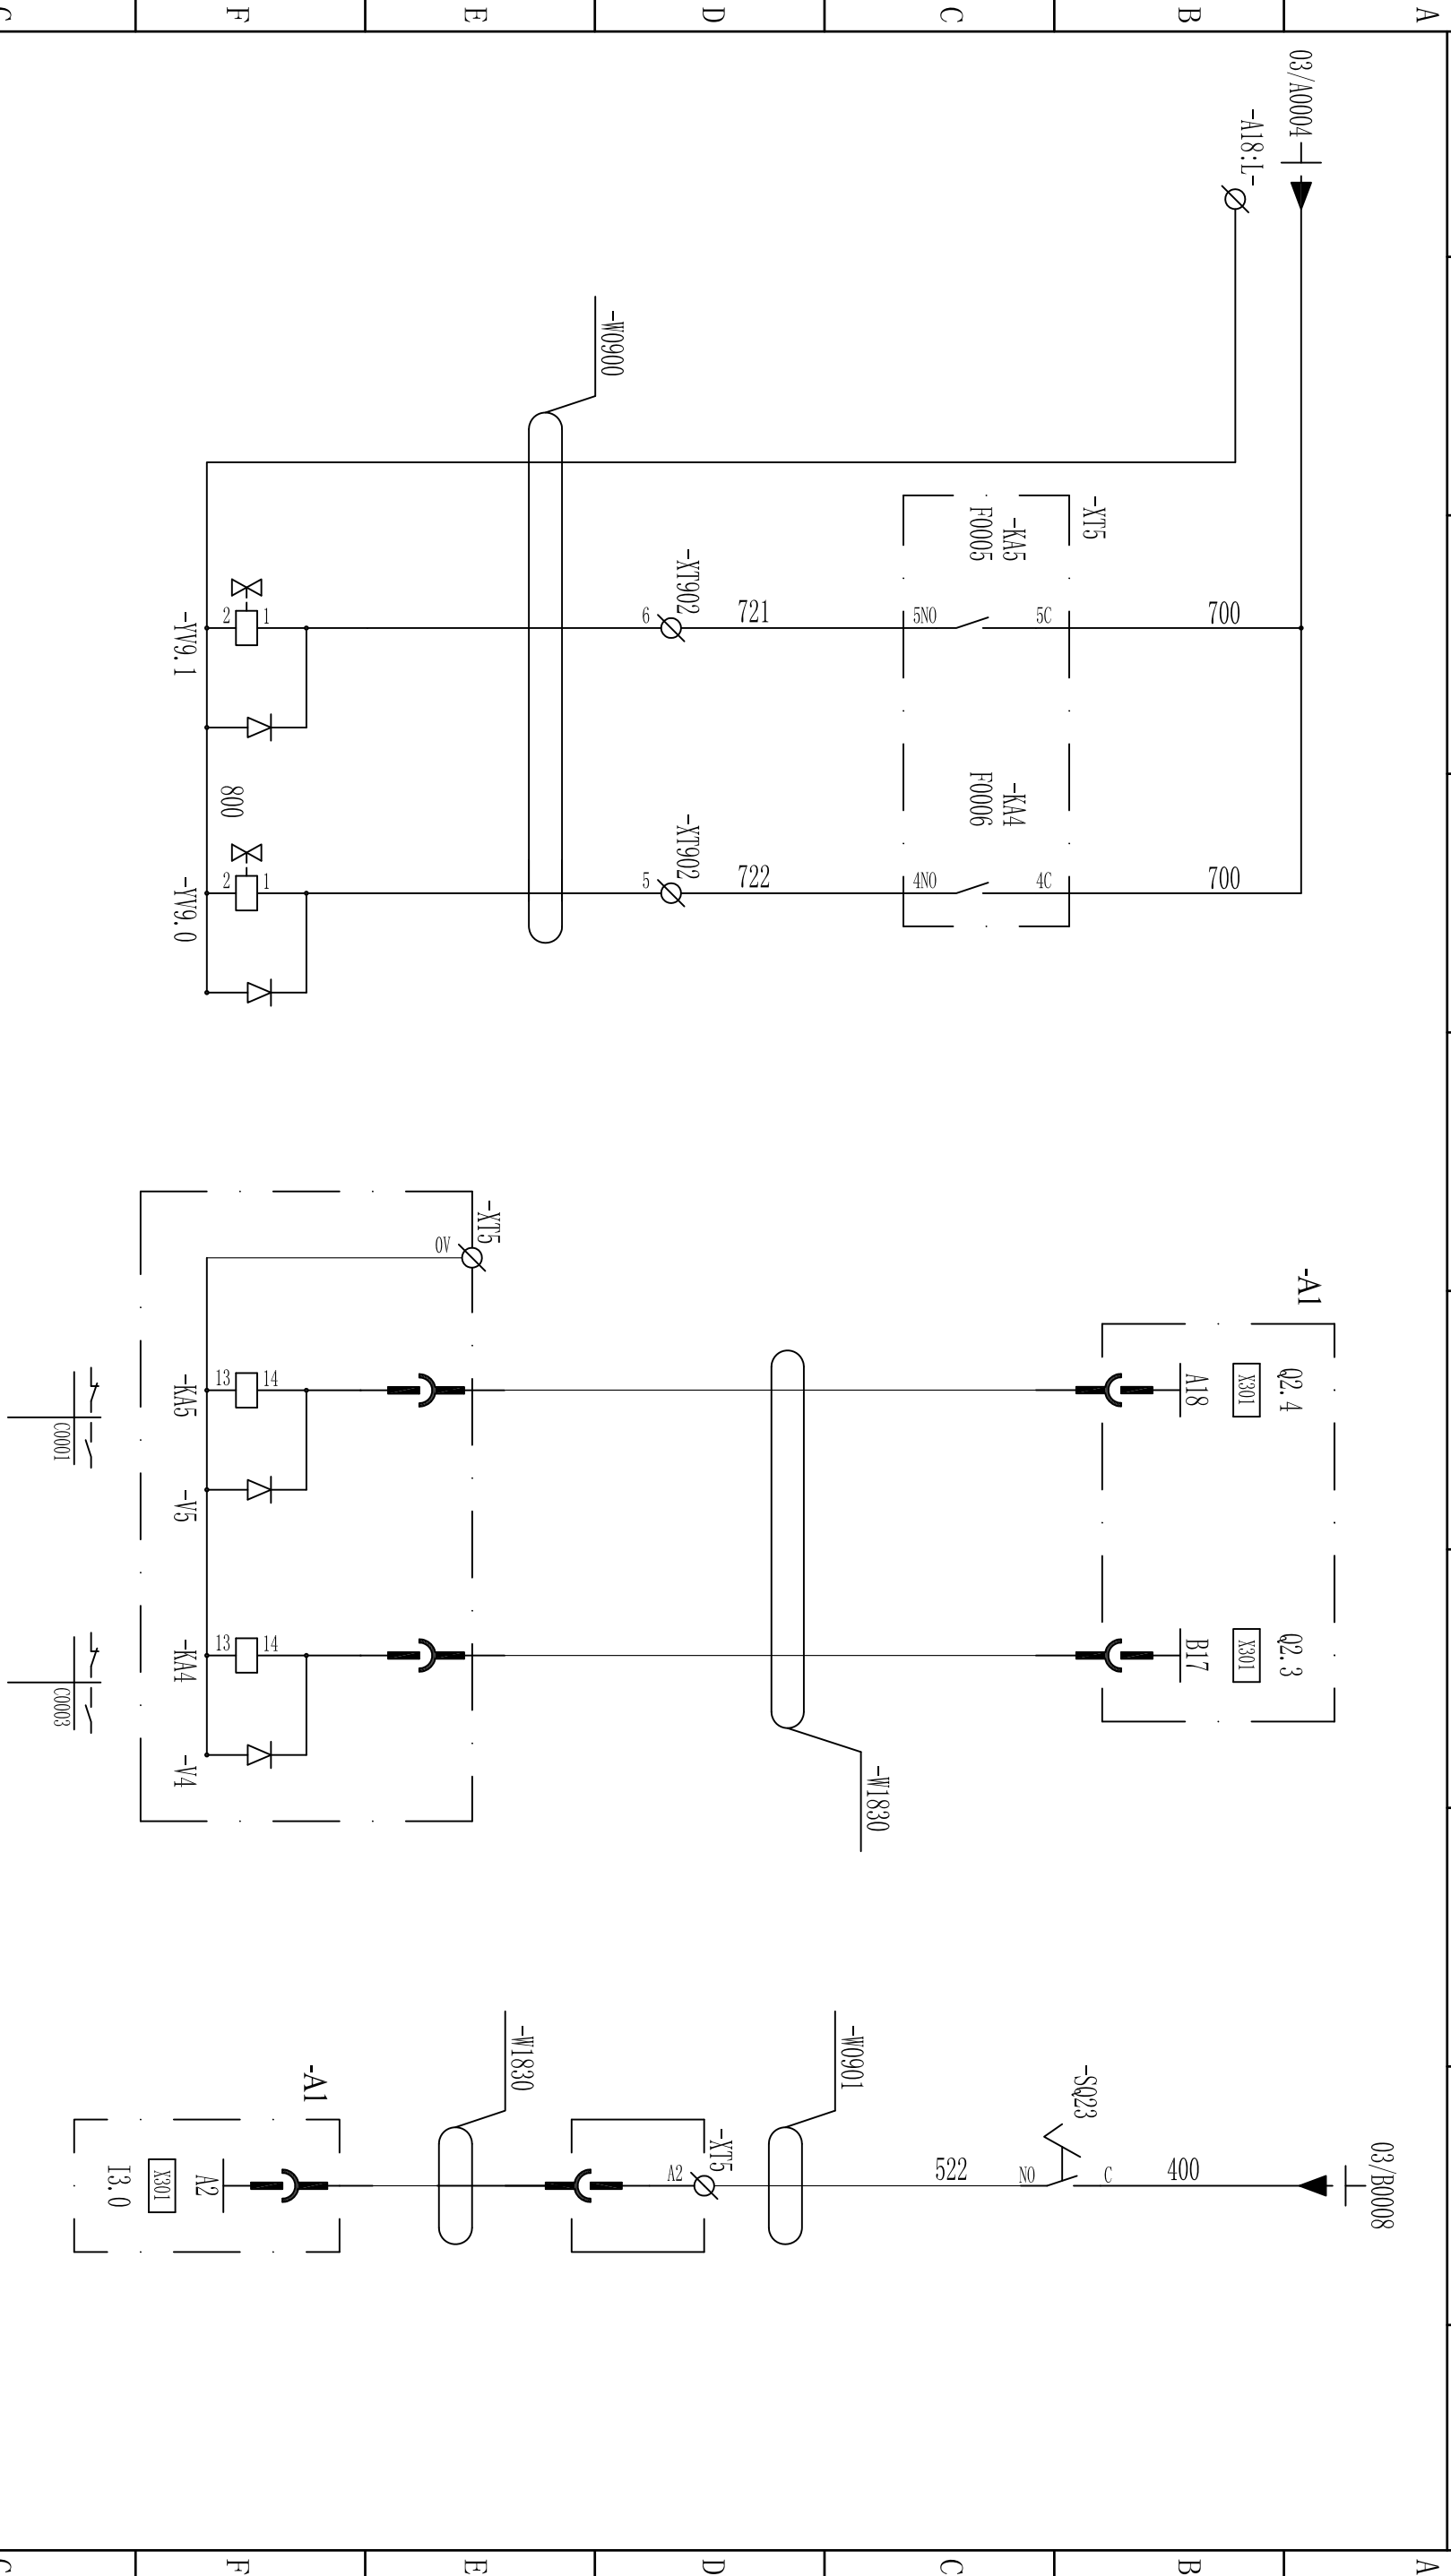 A
B
C
D
E
F
03/A0004
-A18:L-
-W0900
-XT5
-KA5
F0005
-KA4
F0006
700
700
5C
5NO
4C
4NO
721
722
-XT902
6
-XT902
5
1
2
-YV9.1
800
1
2
-YV9.0
-A1
Q2.4
X301
A18
Q2.3
X301
B17
-W1830
-XT5
0V
14
13
-KA5
-V5
14
13
-KA4
-V4
C0001
C0003
03/B0008
400
C
-SQ23
NO
522
-W0901
-XT5
A2
-W1830
-A1
A2
X301
I3.0
A
B
C
D
E
F